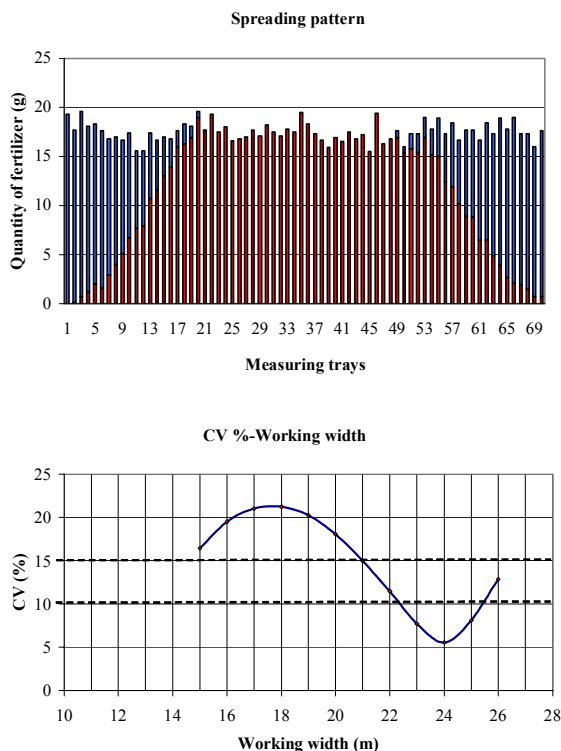 Spreading pattern
25
20
15
10
5
0
Quantity of fertilizer (g)
1 5 9 13 17 21 25 29 33 37 41 45 49 53 57 61 65 69
Measuring trays
CV %-Working width
25
20
15
10
5
0
CV (%)
10 12 14 16 18 20 22 24 26 28
Working width (m)